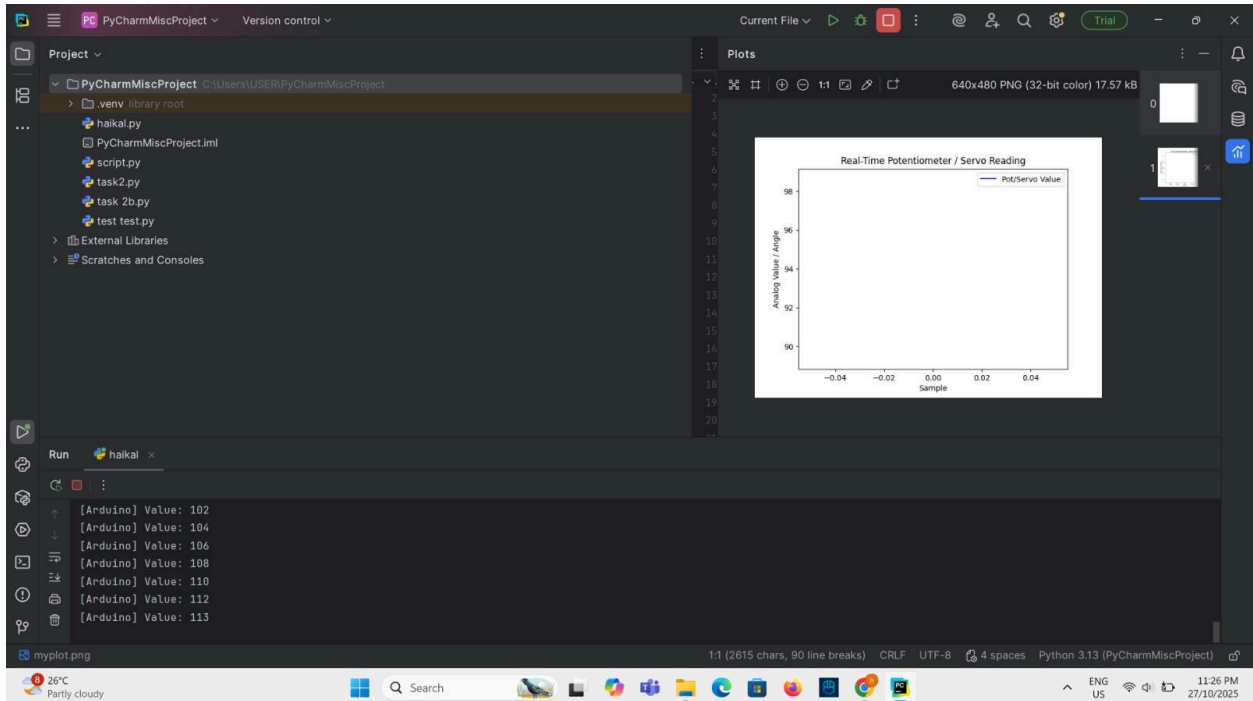 PC PyCharmMiscProject Version control Current File Trial
Project
Plots
PyCharmMiscProject C:\Users\USER\PyCharmMiscProject
.venv library root
haikal.py
PyCharmMiscProject.iml
script.py
task2.py
task 2b.py
test test.py
External Libraries
Scratches and Consoles
2
3
4
5
6
7
8
9
10
11
12
13
14
15
16
17
18
19
20
1:1 640x480 PNG (32-bit color) 17.57 kB
0
1
Real-Time Potentiometer / Servo Reading
Pot/Servo Value
Analog Value / Angle
98
96
94
92
90
−0.04 −0.02 0.00 0.02 0.04
Sample
Run haikal
[Arduino] Value: 102
[Arduino] Value: 104
[Arduino] Value: 106
[Arduino] Value: 108
[Arduino] Value: 110
[Arduino] Value: 112
[Arduino] Value: 113
myplot.png 1:1 (2615 chars, 90 line breaks) CRLF UTF-8 4 spaces Python 3.13 (PyCharmMiscProject)
8 26°C
Partly cloudy
Search
PC
ENG
US
11:26 PM
27/10/2025